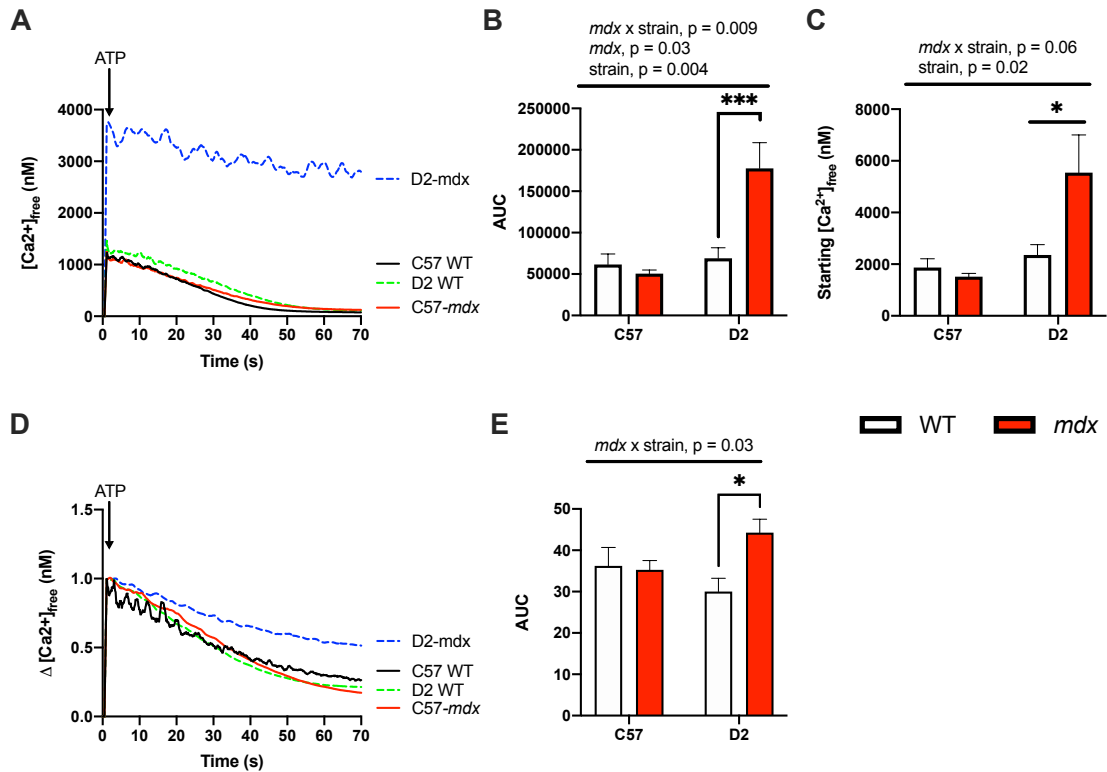 A
ATP
[Ca2+]free (nM)
4000
3000
2000
1000
0
0 10 20 30 40 50 60 70
Time (s)
D2-mdx
C57 WT
D2 WT
C57-mdx
B
mdx x strain, p = 0.009
mdx, p = 0.03
strain, p = 0.004
***
AUC
250000
200000
150000
100000
50000
0
C57 D2
C
mdx x strain, p = 0.06
strain, p = 0.02
*
Starting [Ca2+]free (nM)
8000
6000
4000
2000
0
C57 D2
D
ATP
Δ [Ca2+]free (nM)
1.5
1.0
0.5
0.0
0 10 20 30 40 50 60 70
Time (s)
D2-mdx
C57 WT
D2 WT
C57-mdx
E
mdx x strain, p = 0.03
*
AUC
50
40
30
20
10
0
C57 D2
WT mdx